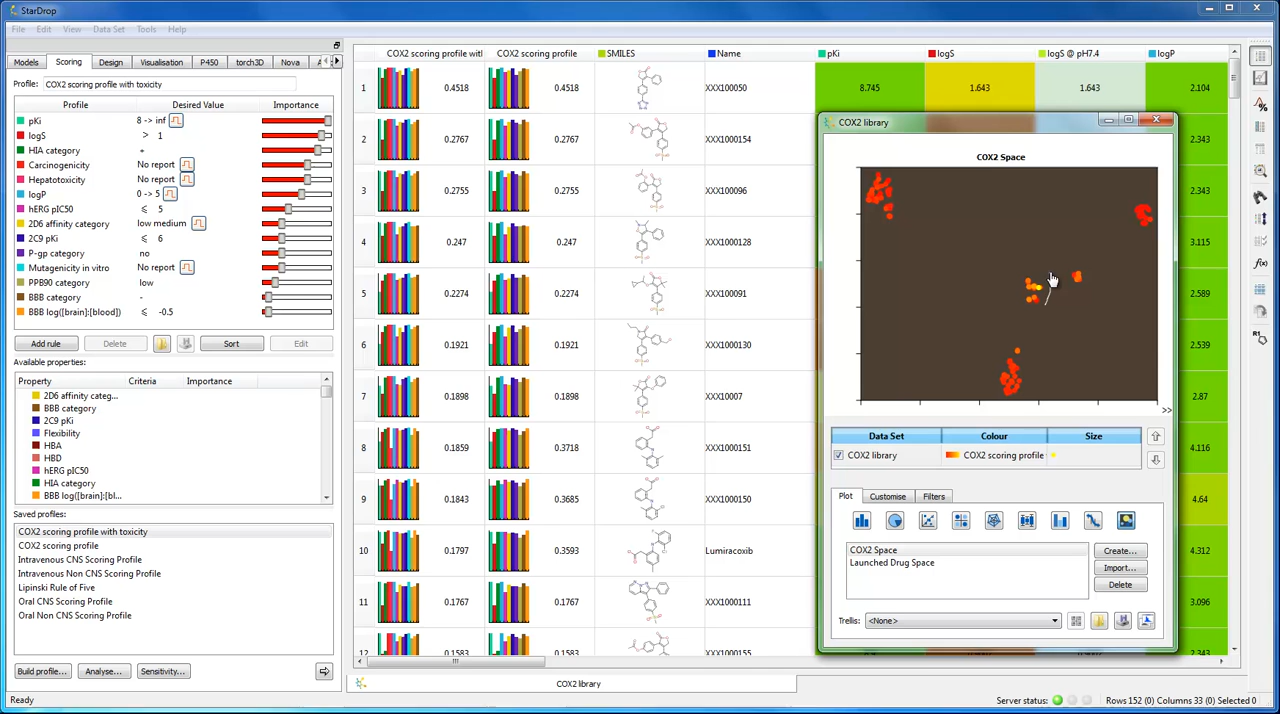 StarDrop
File Edit View Data Set Tools Help
Models Scoring Design Visualisation P450 torch3D Nova
Profile: COX2 scoring profile with toxicity
Profile Desired Value Importance
pKi 8 -> inf
logS > 1
HIA category +
Carcinogenicity No report
Hepatotoxicity No report
logP 0 -> 5
hERG pIC50 ≤ 5
2D6 affinity category low medium
2C9 pKi ≤ 6
P-gp category no
Mutagenicity in vitro No report
PPB90 category low
BBB category -
BBB log([brain]:[blood]) ≤ -0.5
Add rule Delete Sort Edit
Available properties:
Property Criteria Importance
2D6 affinity categ...
BBB category
2C9 pKi
Flexibility
HBA
HBD
hERG pIC50
HIA category
BBB log([brain]:[bl...
Saved profiles:
COX2 scoring profile with toxicity
COX2 scoring profile
Intravenous CNS Scoring Profile
Intravenous Non CNS Scoring Profile
Lipinski Rule of Five
Oral CNS Scoring Profile
Oral Non CNS Scoring Profile
Build profile... Analyse... Sensitivity...
Ready
COX2 scoring profile witl COX2 scoring profile SMILES Name pKi logS logS @ pH7.4 logP
1 0.4518 0.4518 XXX100050 8.745 1.643 1.643 2.104
2 0.2767 0.2767 XXX1000154 2.343
3 0.2755 0.2755 XXX100096 2.343
4 0.247 0.247 XXX1000128 3.115
5 0.2274 0.2274 XXX100091 2.589
6 0.1921 0.1921 XXX1000130 2.539
7 0.1898 0.1898 XXX10007 2.87
8 0.1859 0.3718 XXX1000151 4.116
9 0.1843 0.3685 XXX1000150 4.64
10 0.1797 0.3593 Lumiracoxib 4.312
11 0.1767 0.1767 XXX1000111 3.096
12 0.1583 0.1583 XXX1000155
COX2 library
COX2 Space
>>
Data Set Colour Size
COX2 library COX2 scoring profile
Plot Customise Filters
COX2 Space
Launched Drug Space
Create...
Import...
Delete
Trellis: <None>
COX2 library
Server status: Rows 152 (0) Columns 33 (0) Selected 0